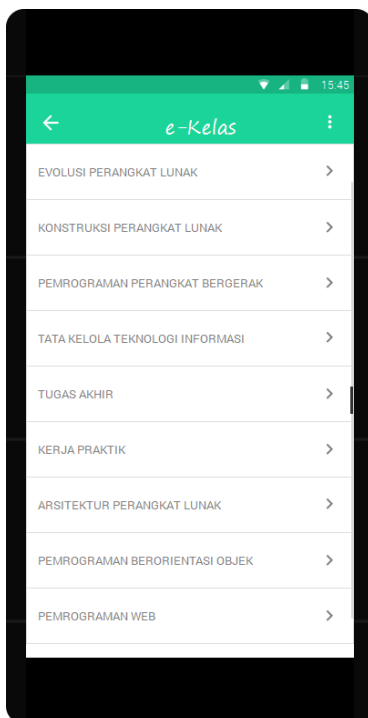 15.45
e-Kelas
EVOLUSI PERANGKAT LUNAK
KONSTRUKSI PERANGKAT LUNAK
PEMROGRAMAN PERANGKAT BERGERAK
TATA KELOLA TEKNOLOGI INFORMASI
TUGAS AKHIR
KERJA PRAKTIK
ARSITEKTUR PERANGKAT LUNAK
PEMROGRAMAN BERORIENTASI OBJEK
PEMROGRAMAN WEB